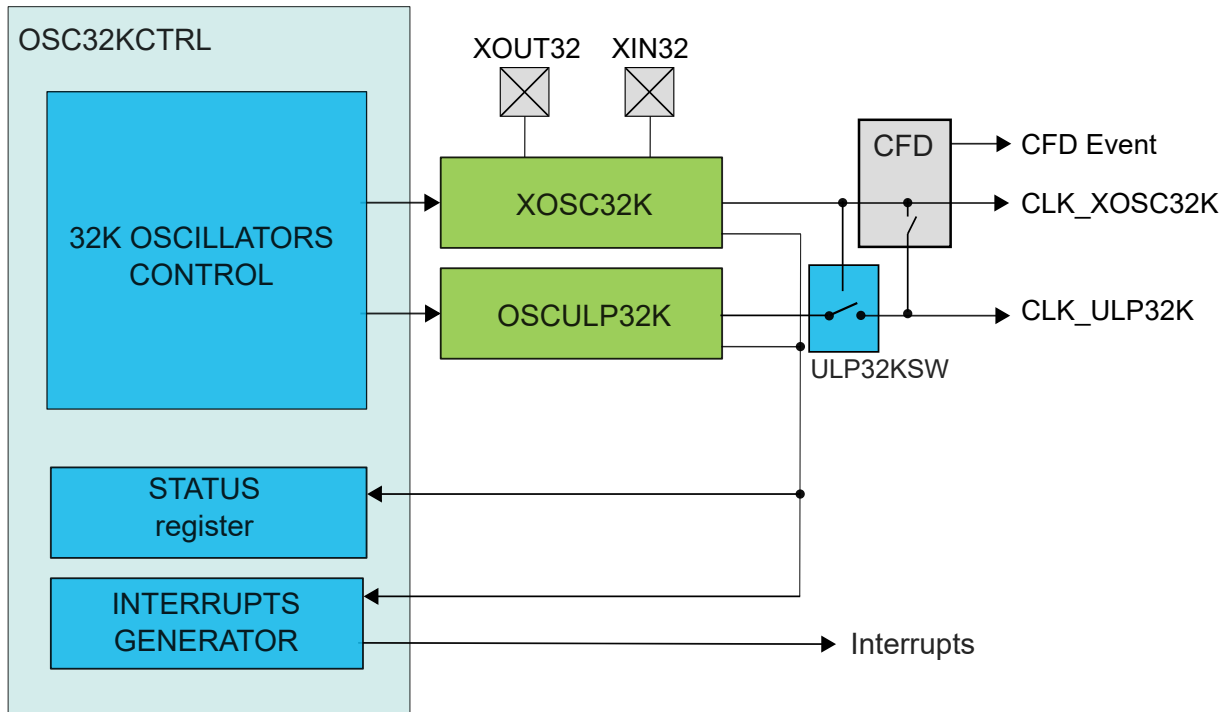 OSC32KCTRL
XOUT32
XIN32
32K OSCILLATORS
CONTROL
XOSC32K
OSCULP32K
CFD
CFD Event
CLK_XOSC32K
CLK_ULP32K
ULP32KSW
STATUS
register
INTERRUPTS
GENERATOR
Interrupts